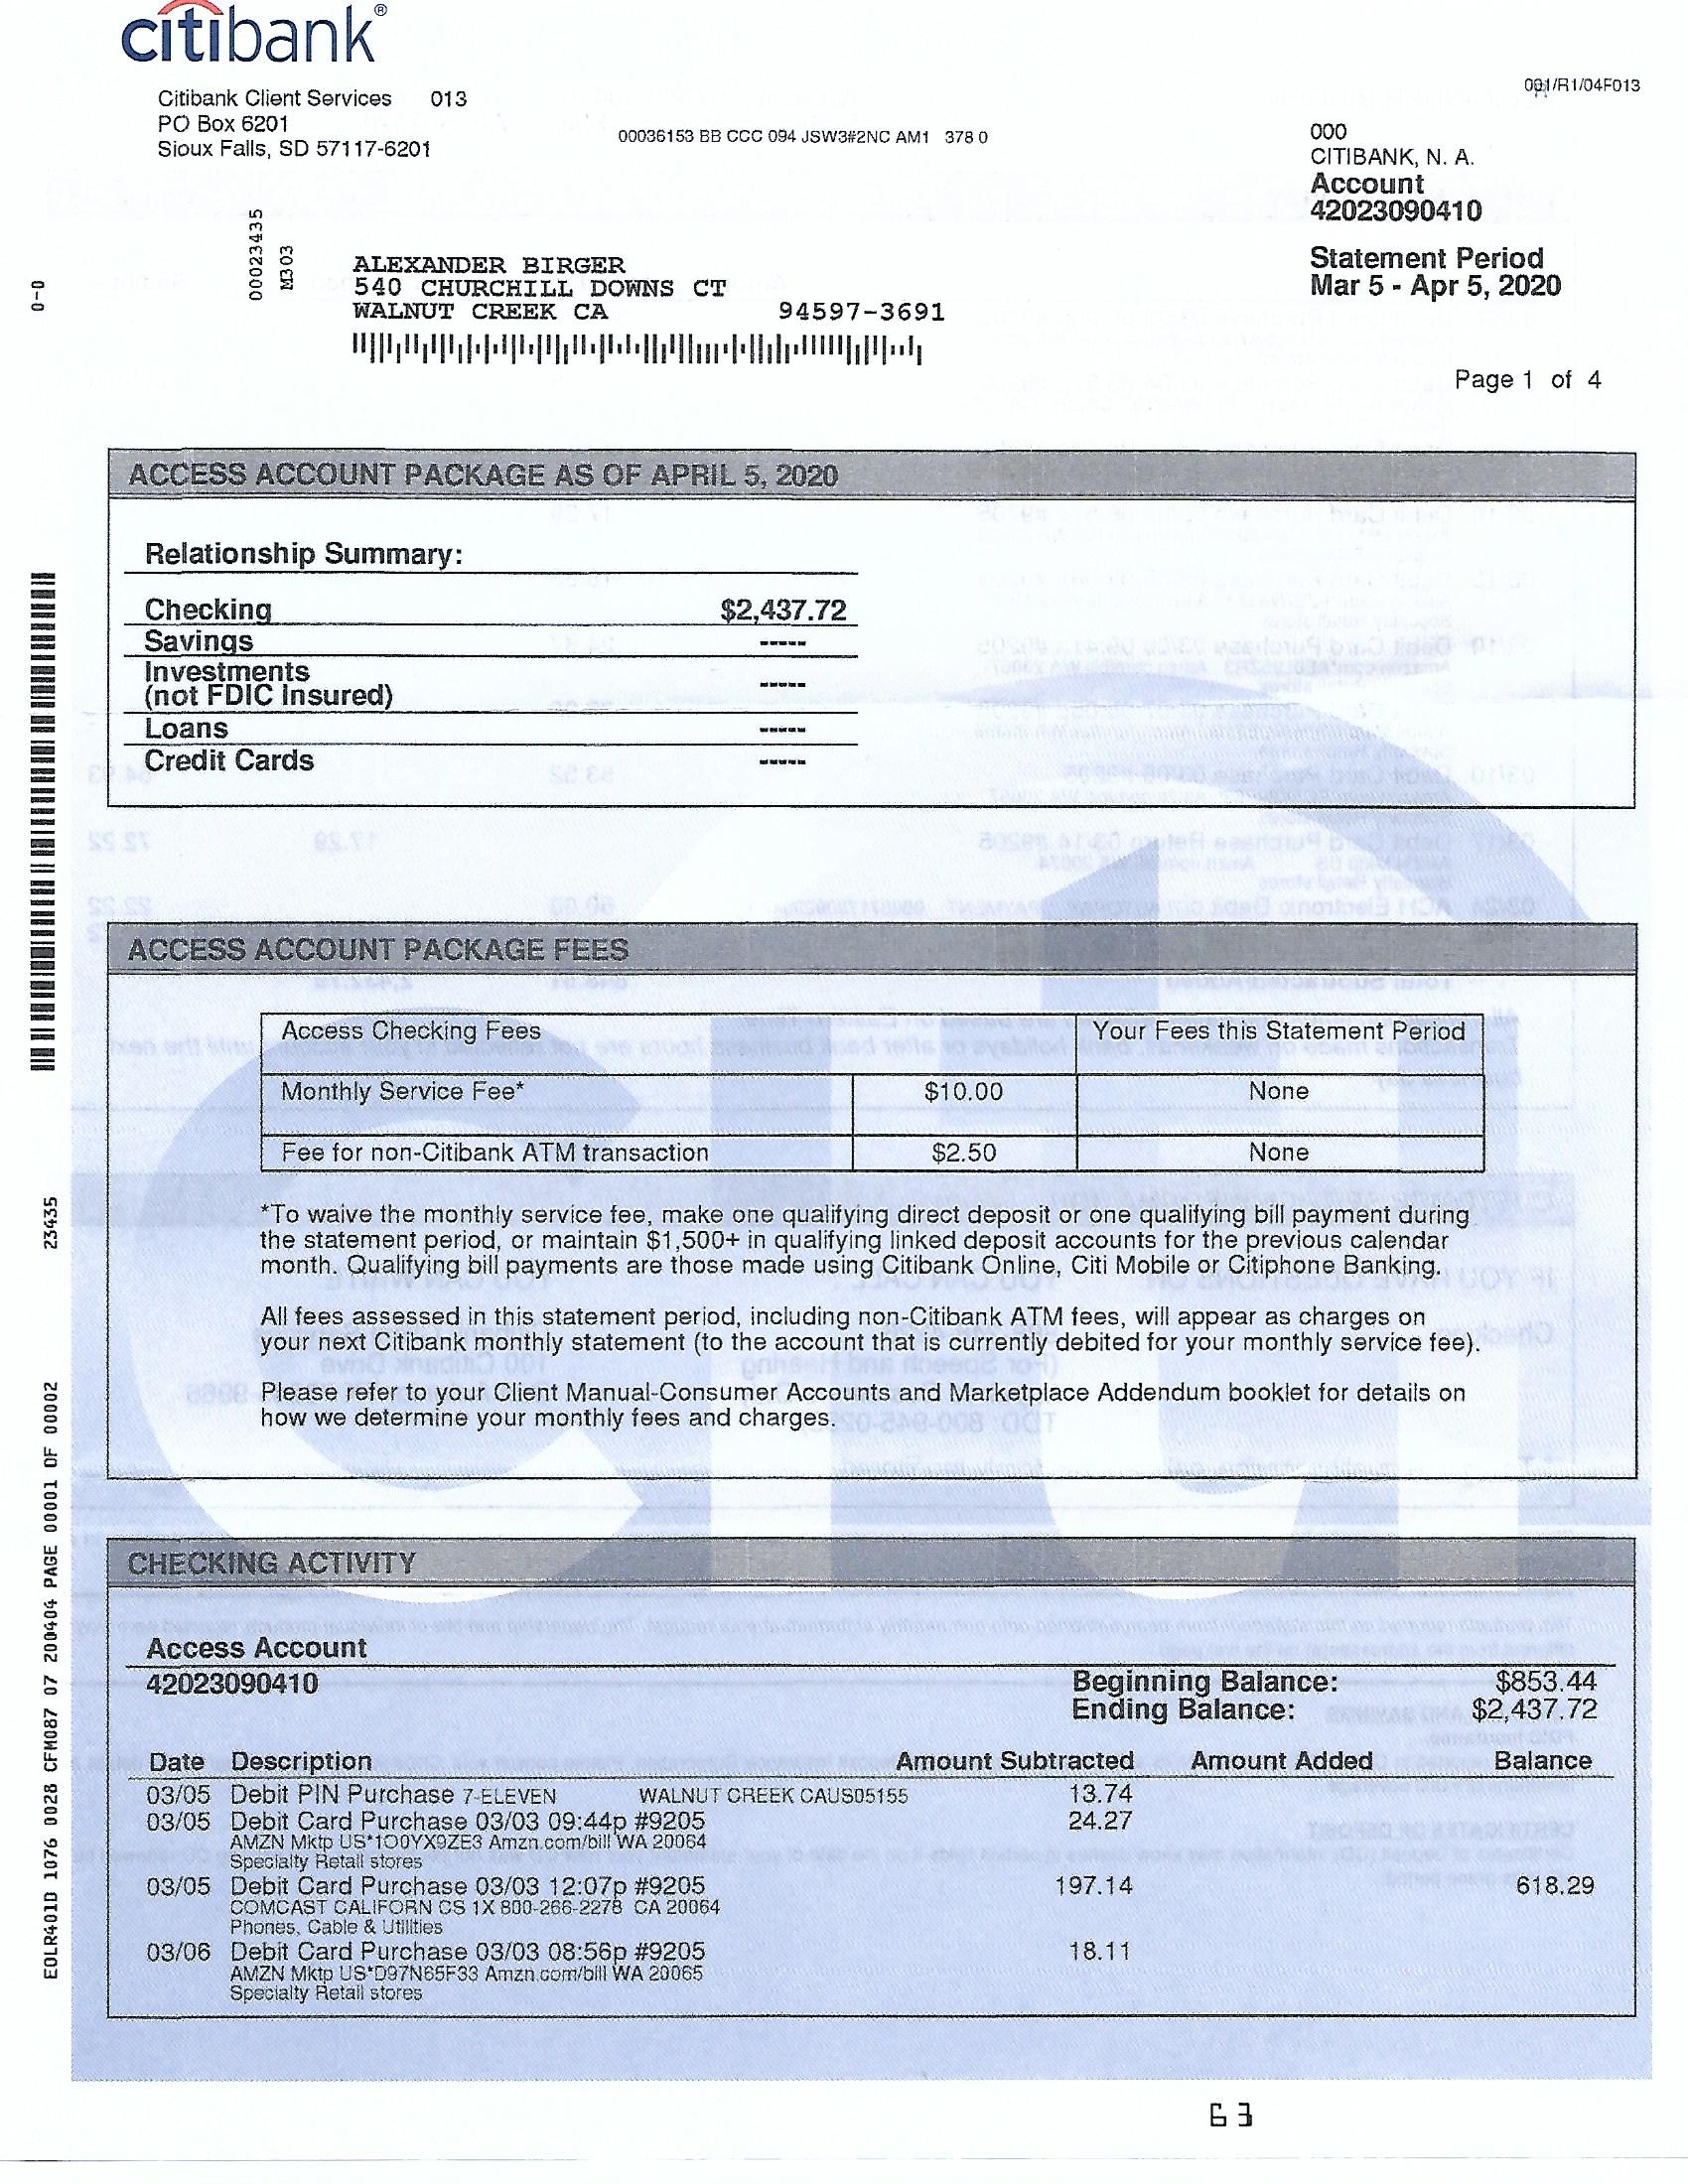 citibank®
Citibank Client Services 013
PO Box 6201
Sioux Falls, SD 57117-6201
00036153 BB CCC 094 JSW3#2NC AM1 378 0
001/R1/04F013
000
CITIBANK, N. A.
Account
42023090410
Statement Period
Mar 5 - Apr 5, 2020
Page 1 of 4
00023435
M303
0-0
ALEXANDER BIRGER
540 CHURCHILL DOWNS CT
WALNUT CREEK CA 94597-3691
ACCESS ACCOUNT PACKAGE AS OF APRIL 5, 2020
Relationship Summary:
Checking $2,437.72
Savings -----
Investments
(not FDIC Insured) -----
Loans -----
Credit Cards -----
ACCESS ACCOUNT PACKAGE FEES
Access Checking Fees Your Fees this Statement Period
Monthly Service Fee* $10.00 None
Fee for non-Citibank ATM transaction $2.50 None
*To waive the monthly service fee, make one qualifying direct deposit or one qualifying bill payment during
the statement period, or maintain $1,500+ in qualifying linked deposit accounts for the previous calendar
month. Qualifying bill payments are those made using Citibank Online, Citi Mobile or Citiphone Banking.
All fees assessed in this statement period, including non-Citibank ATM fees, will appear as charges on
your next Citibank monthly statement (to the account that is currently debited for your monthly service fee).
Please refer to your Client Manual-Consumer Accounts and Marketplace Addendum booklet for details on
how we determine your monthly fees and charges.
23435
EOLR401D 1076 0028 CFM087 07 200404 PAGE 00001 OF 00002
CHECKING ACTIVITY
Access Account
42023090410 Beginning Balance: $853.44
Ending Balance: $2,437.72
Date Description Amount Subtracted Amount Added Balance
03/05 Debit PIN Purchase 7-ELEVEN WALNUT CREEK CAUS05155 13.74
03/05 Debit Card Purchase 03/03 09:44p #9205 24.27
AMZN Mktp US*1O0YX9ZE3 Amzn.com/bill WA 20064
Specialty Retail stores
03/05 Debit Card Purchase 03/03 12:07p #9205 197.14 618.29
COMCAST CALIFORN CS 1X 800-266-2278 CA 20064
Phones, Cable & Utilities
03/06 Debit Card Purchase 03/03 08:56p #9205 18.11
AMZN Mktp US*D97N65F33 Amzn.com/bill WA 20065
Specialty Retail stores
63